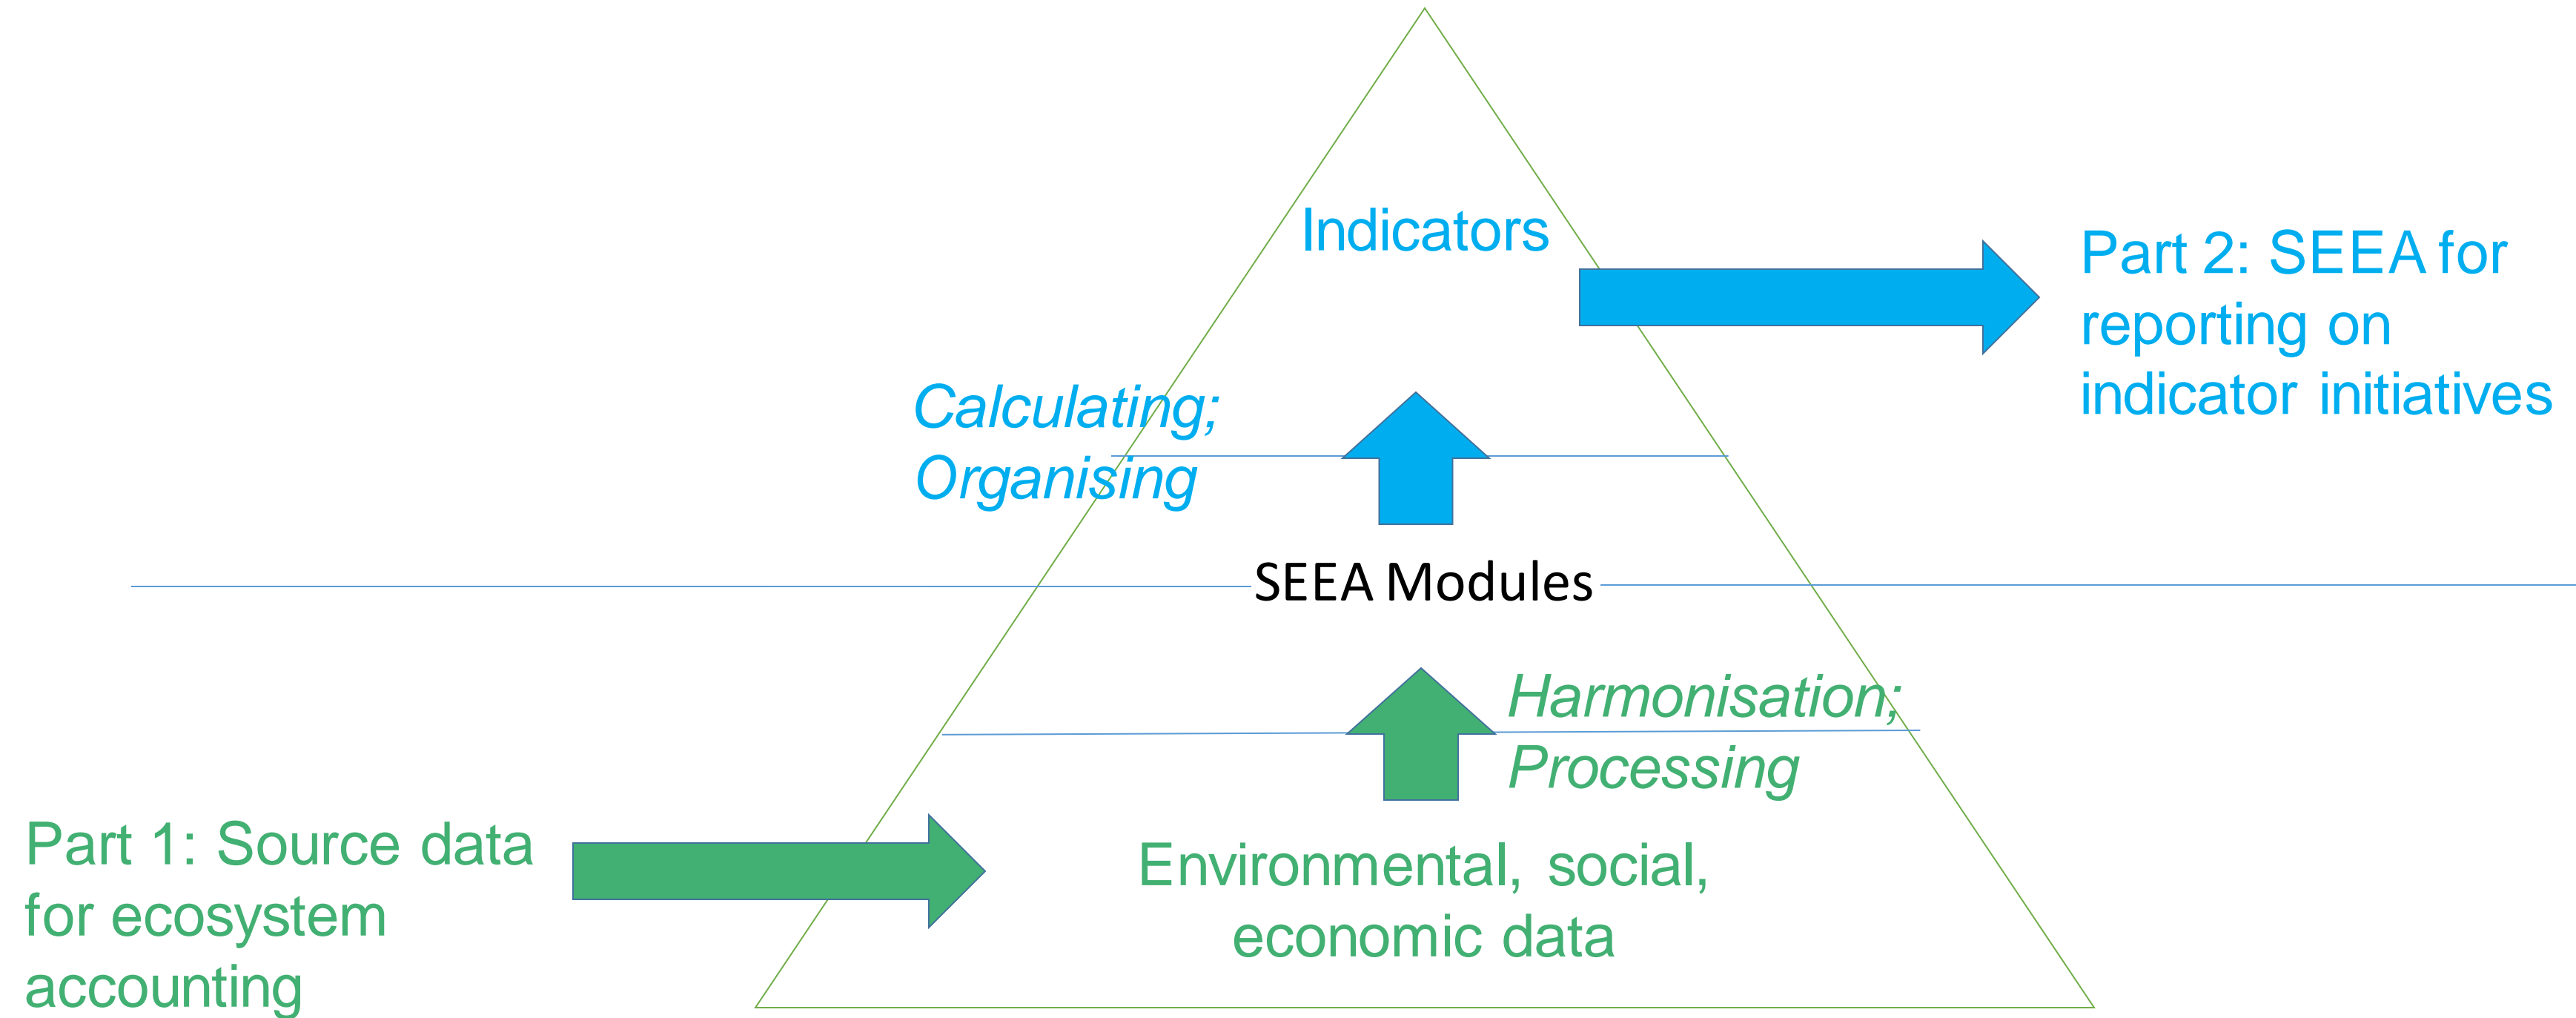 Indicators
Part 2: SEEA for
reporting on
indicator initiatives
Calculating;
Organising
SEEA Modules
Harmonisation;
Processing
Part 1: Source data
for ecosystem
accounting
Environmental, social,
economic data